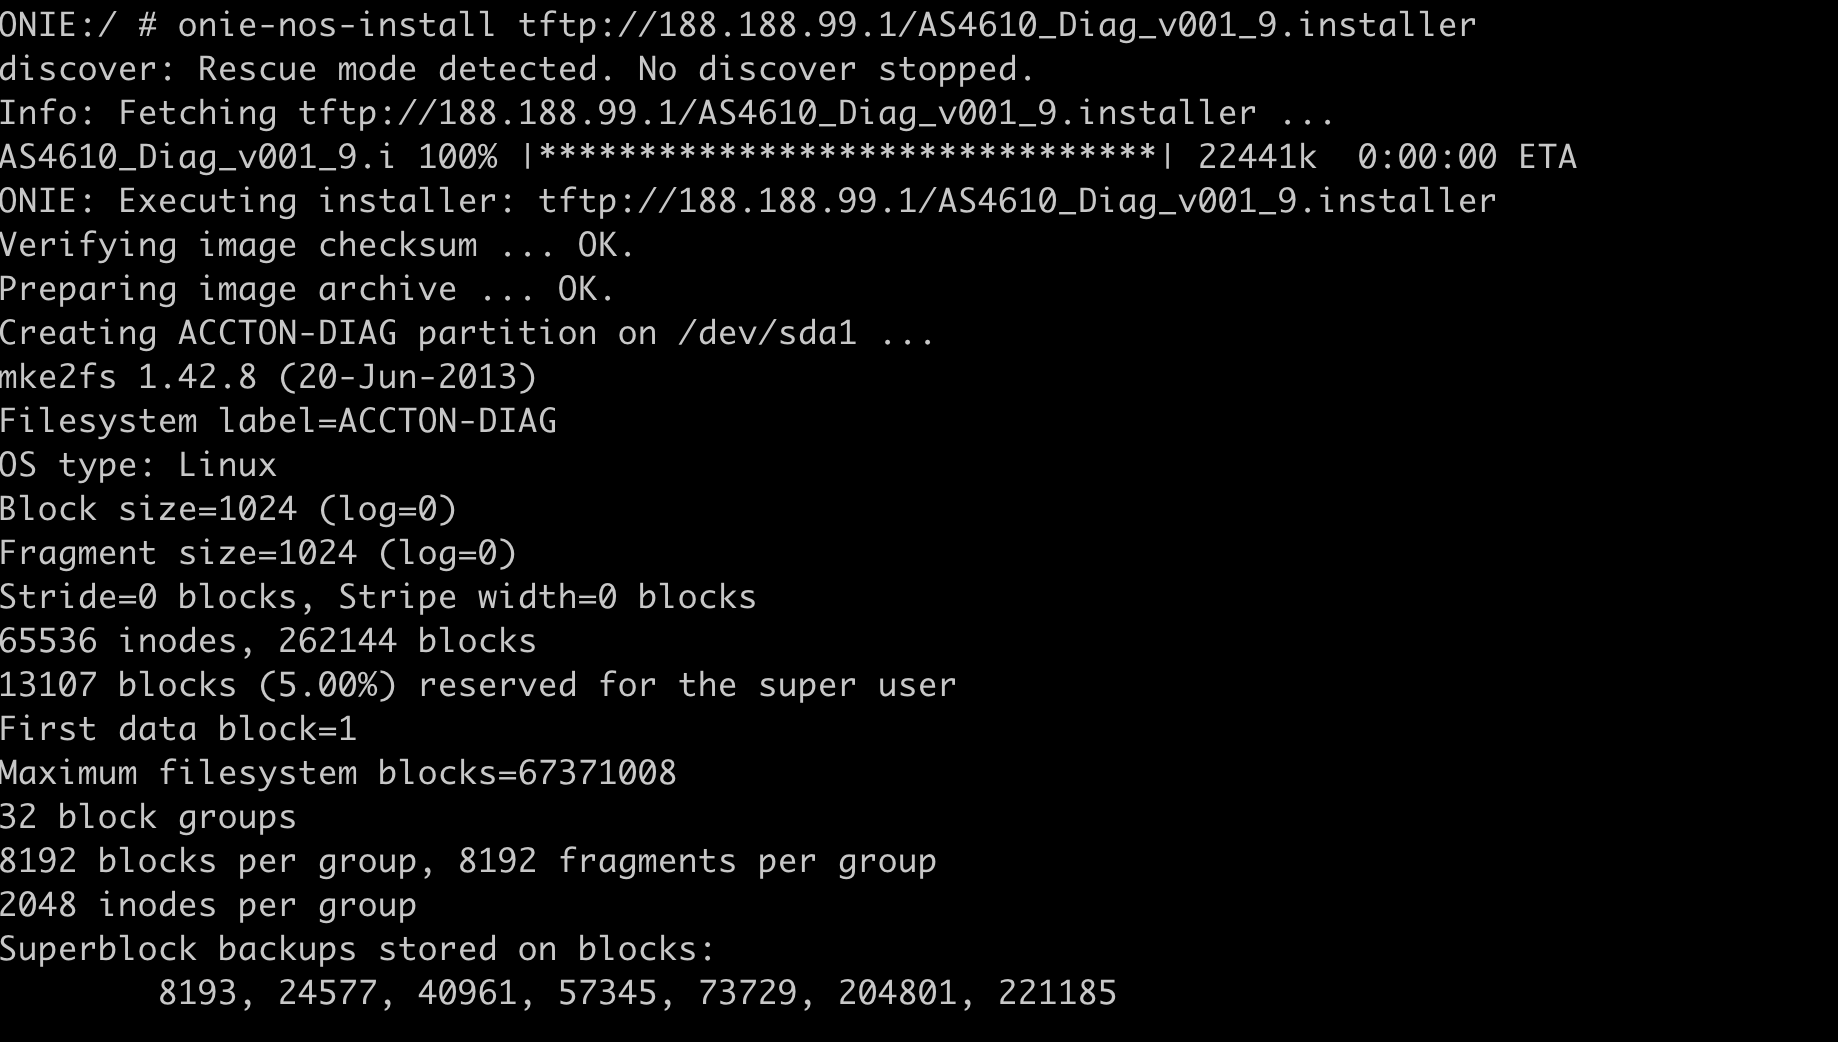 ONIE:/ # onie-nos-install tftp://188.188.99.1/AS4610_Diag_v001_9.installer
discover: Rescue mode detected. No discover stopped.
Info: Fetching tftp://188.188.99.1/AS4610_Diag_v001_9.installer ...
AS4610_Diag_v001_9.i 100% |*******************************| 22441k  0:00:00 ETA
ONIE: Executing installer: tftp://188.188.99.1/AS4610_Diag_v001_9.installer
Verifying image checksum ... OK.
Preparing image archive ... OK.
Creating ACCTON-DIAG partition on /dev/sda1 ...
mke2fs 1.42.8 (20-Jun-2013)
Filesystem label=ACCTON-DIAG
OS type: Linux
Block size=1024 (log=0)
Fragment size=1024 (log=0)
Stride=0 blocks, Stripe width=0 blocks
65536 inodes, 262144 blocks
13107 blocks (5.00%) reserved for the super user
First data block=1
Maximum filesystem blocks=67371008
32 block groups
8192 blocks per group, 8192 fragments per group
2048 inodes per group
Superblock backups stored on blocks:
        8193, 24577, 40961, 57345, 73729, 204801, 221185